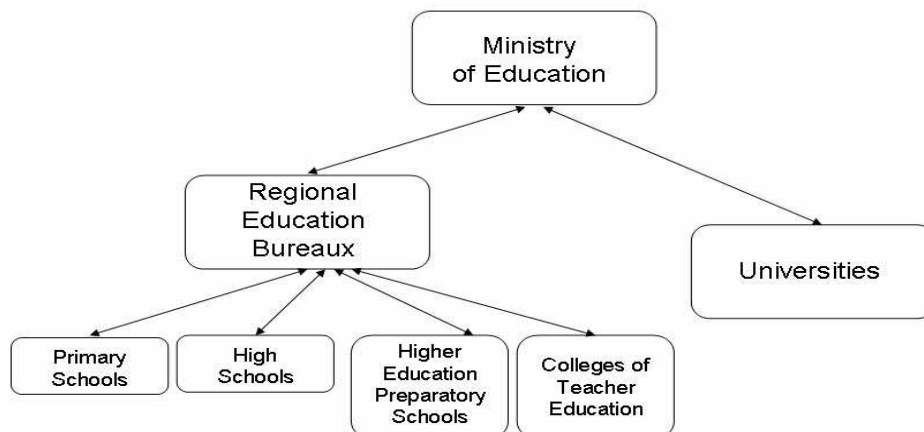 Ministry
of Education
Regional
Education
Bureaux
Universities
Primary
Schools
High
Schools
Higher
Education
Preparatory
Schools
Colleges of
Teacher
Education